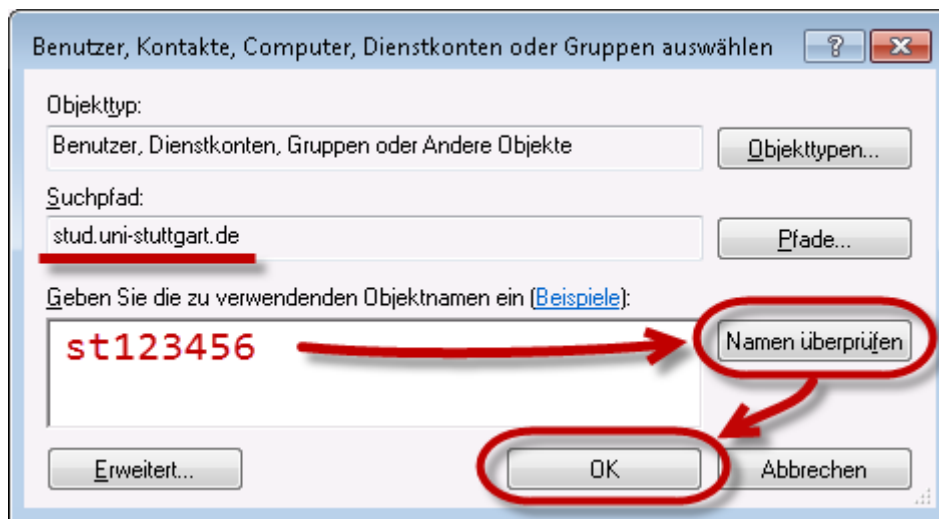 Benutzer, Kontakte, Computer, Dienstkonten oder Gruppen auswählen
Objekttyp:
Benutzer, Dienstkonten, Gruppen oder Andere Objekte
Objekttypen...
Suchpfad:
stud.uni-stuttgart.de
Pfade...
Geben Sie die zu verwendenden Objektnamen ein (Beispiele):
st123456
Namen überprüfen
Erweitert...
OK
Abbrechen